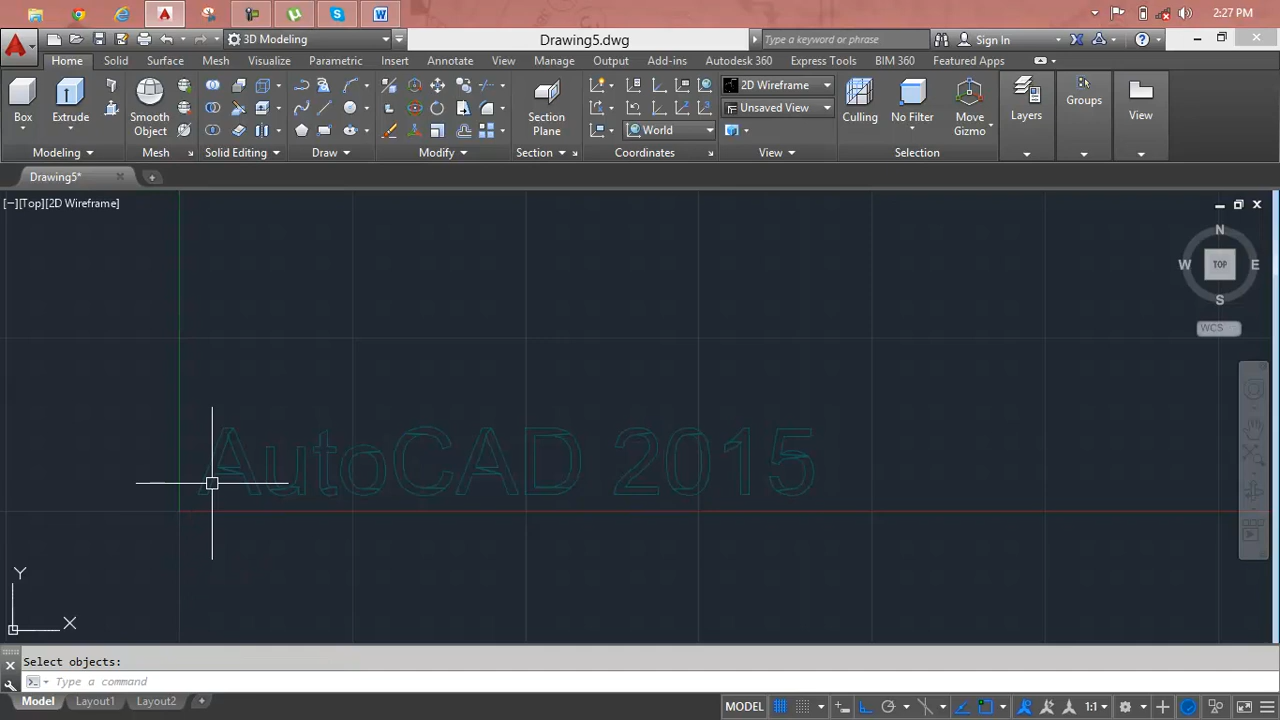 2:27 PM
3D Modeling
Drawing5.dwg
Type a keyword or phrase
Sign In
Home Solid Surface Mesh Visualize Parametric Insert Annotate View Manage Output Add-ins Autodesk 360 Express Tools BIM 360 Featured Apps
2D Wireframe
Unsaved View
World
Box Extrude Smooth Object Section Plane Culling No Filter Move Gizmo Layers Groups View
Modeling Mesh Solid Editing Draw Modify Section Coordinates View Selection
Drawing5*
[−][Top][2D Wireframe]
N
W TOP E
S
WCS
AutoCAD 2015
Y
X
Select objects:
Type a command
Model Layout1 Layout2 +
MODEL 1:1